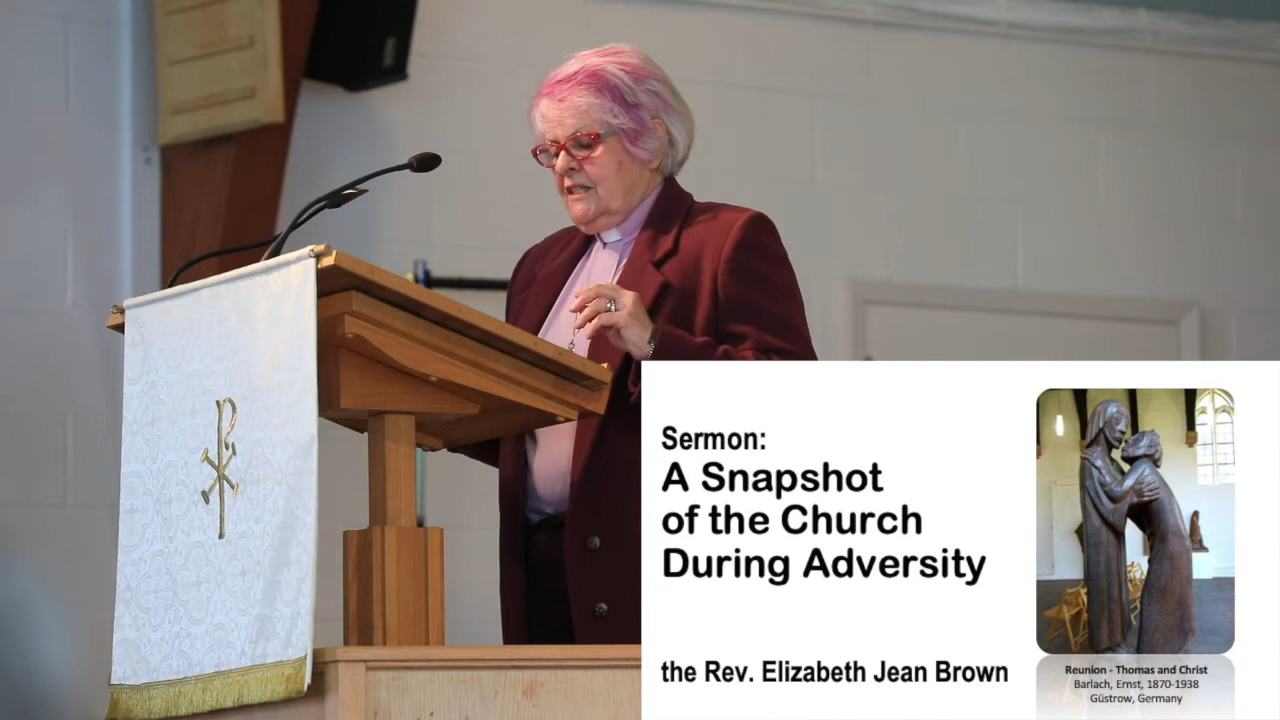 Sermon:
A Snapshot
of the Church
During Adversity
the Rev. Elizabeth Jean Brown
Reunion - Thomas and Christ
Barlach, Ernst, 1870-1938
Güstrow, Germany